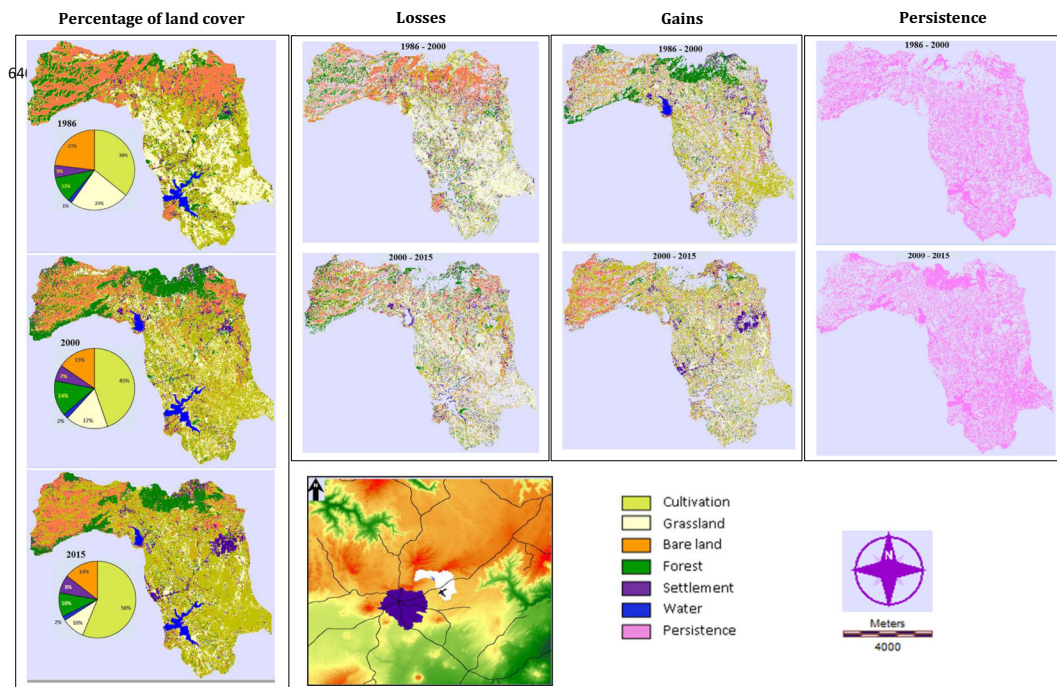 Percentage of land cover
Losses
Gains
Persistence
640
1986
36%
24%
1%
11%
5%
23%
2000
45%
17%
2%
14%
7%
15%
2015
56%
10%
2%
10%
8%
14%
1986 - 2000
2000 - 2015
1986 - 2000
2000 - 2015
1986 - 2000
2000 - 2015
N
Cultivation
Grassland
Bare land
Forest
Settlement
Water
Persistence
N
Meters
4000